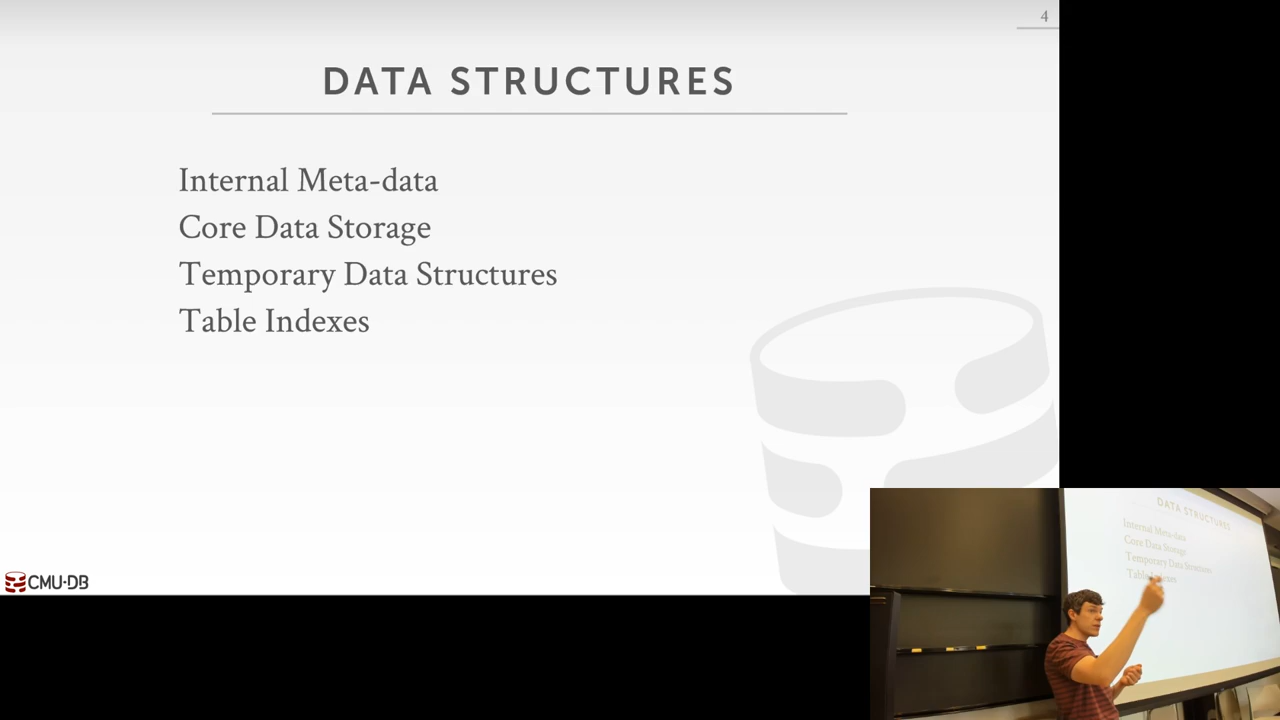 4
DATA STRUCTURES
Internal Meta-data
Core Data Storage
Temporary Data Structures
Table Indexes
CMU·DB
DATA STRUCTURES
Internal Meta-data
Core Data Storage
Temporary Data Structures